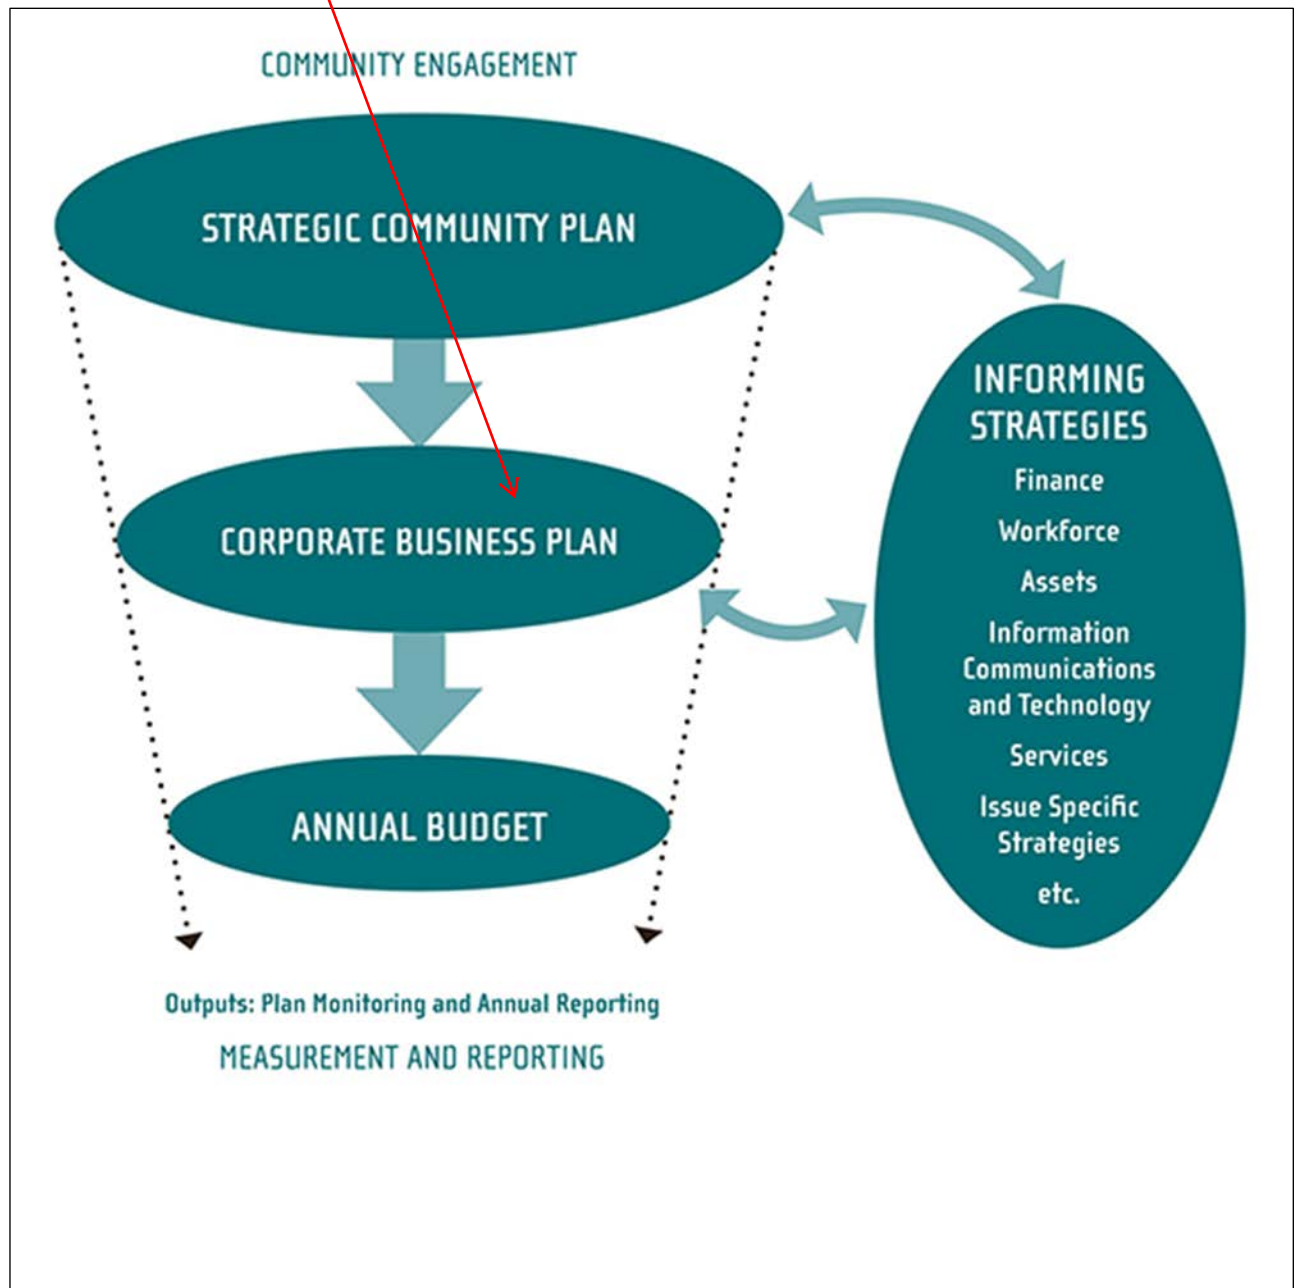 COMMUNITY ENGAGEMENT
STRATEGIC COMMUNITY PLAN
CORPORATE BUSINESS PLAN
ANNUAL BUDGET
Outputs: Plan Monitoring and Annual Reporting
MEASUREMENT AND REPORTING
INFORMING
STRATEGIES
Finance
Workforce
Assets
Information
Communications
and Technology
Services
Issue Specific
Strategies
etc.